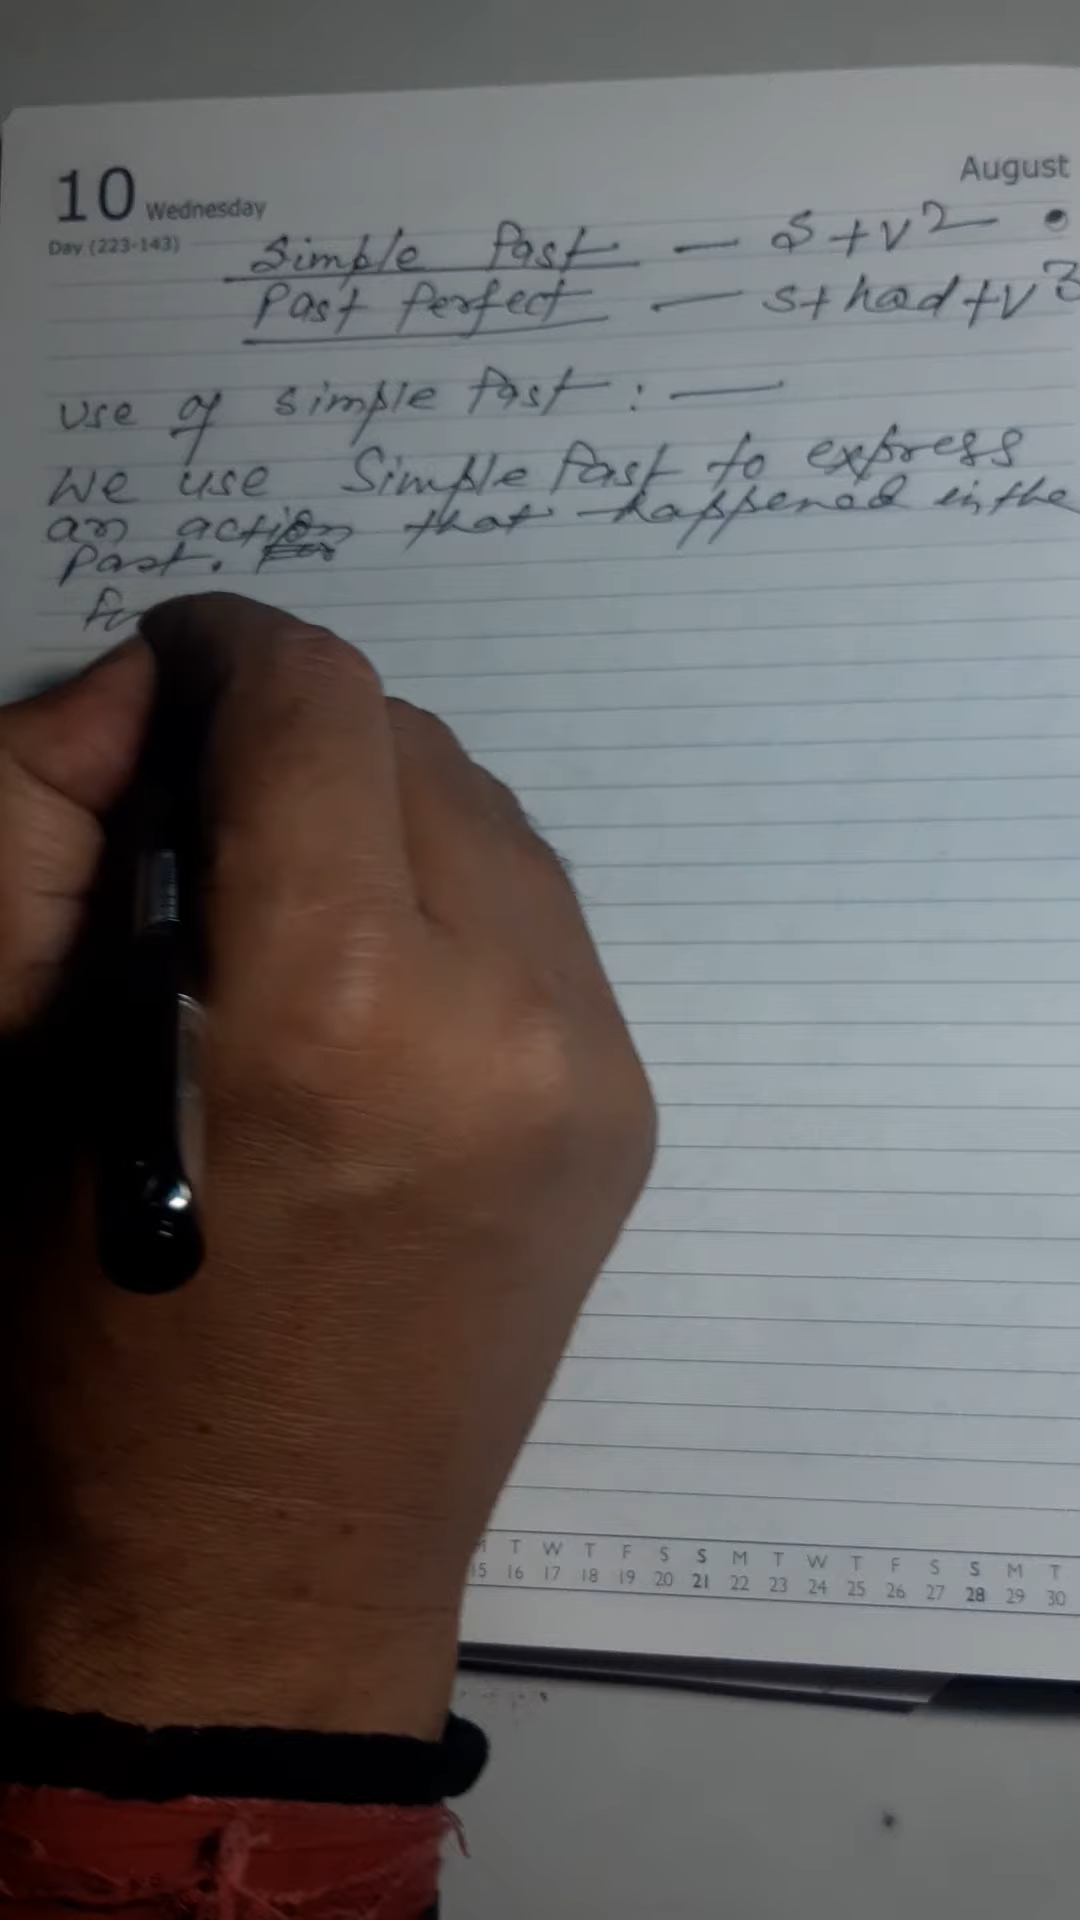 10 Wednesday August
Day (223-143)
Simple Past — S+V2
Past Perfect — S+had+V3
Use of simple Past : —
We use Simple Past to express
an action that happened in the
Past.
M T W T F S S M T W T F S S M T
15 16 17 18 19 20 21 22 23 24 25 26 27 28 29 30